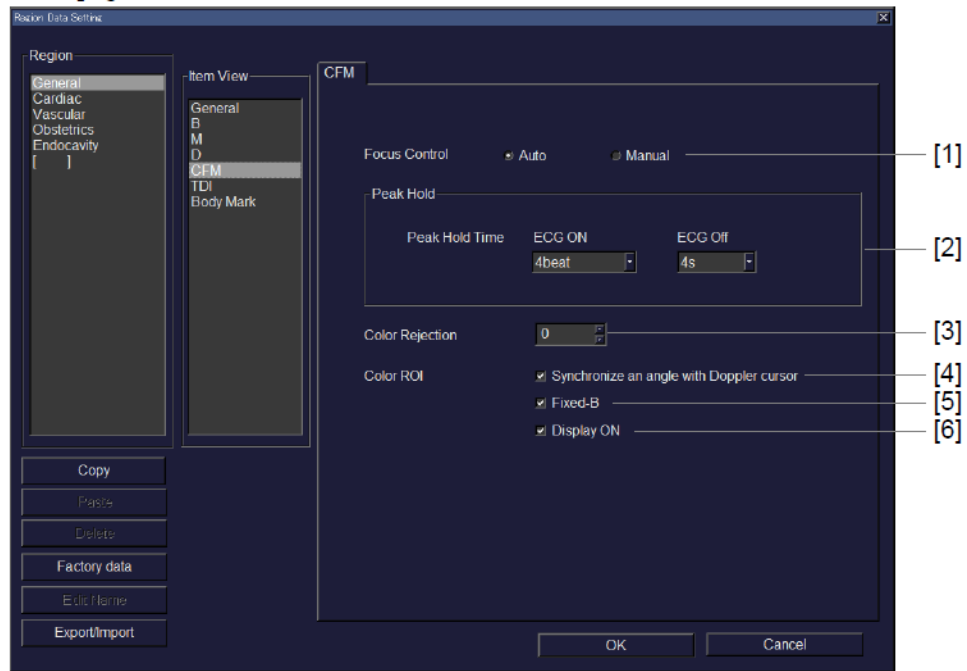 Region Data Setting
Region
General
Cardiac
Vascular
Obstetrics
Endocavity
[ ]
Item View
General
B
M
D
CFM
TDI
Body Mark
CFM
Focus Control Auto Manual [1]
Peak Hold
Peak Hold Time ECG ON ECG Off
4beat 4s [2]
Color Rejection 0 [3]
Color ROI Synchronize an angle with Doppler cursor [4]
Fixed-B [5]
Display ON [6]
Copy
Paste
Delete
Factory data
Edit Name
Export/Import
OK Cancel